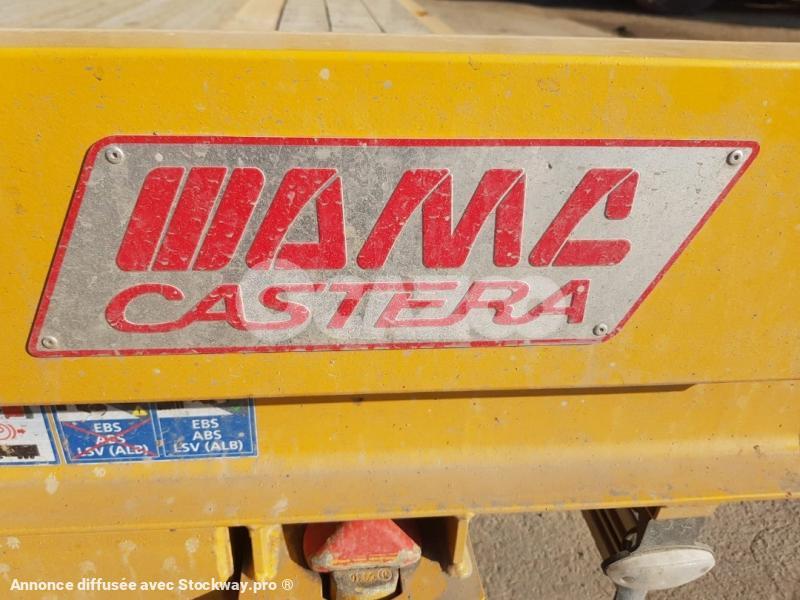 AMC
CASTERA
EBS
ABS
LSV (ALB)
EBS
ABS
LSV (ALB)
Annonce diffusée avec Stockway.pro ®